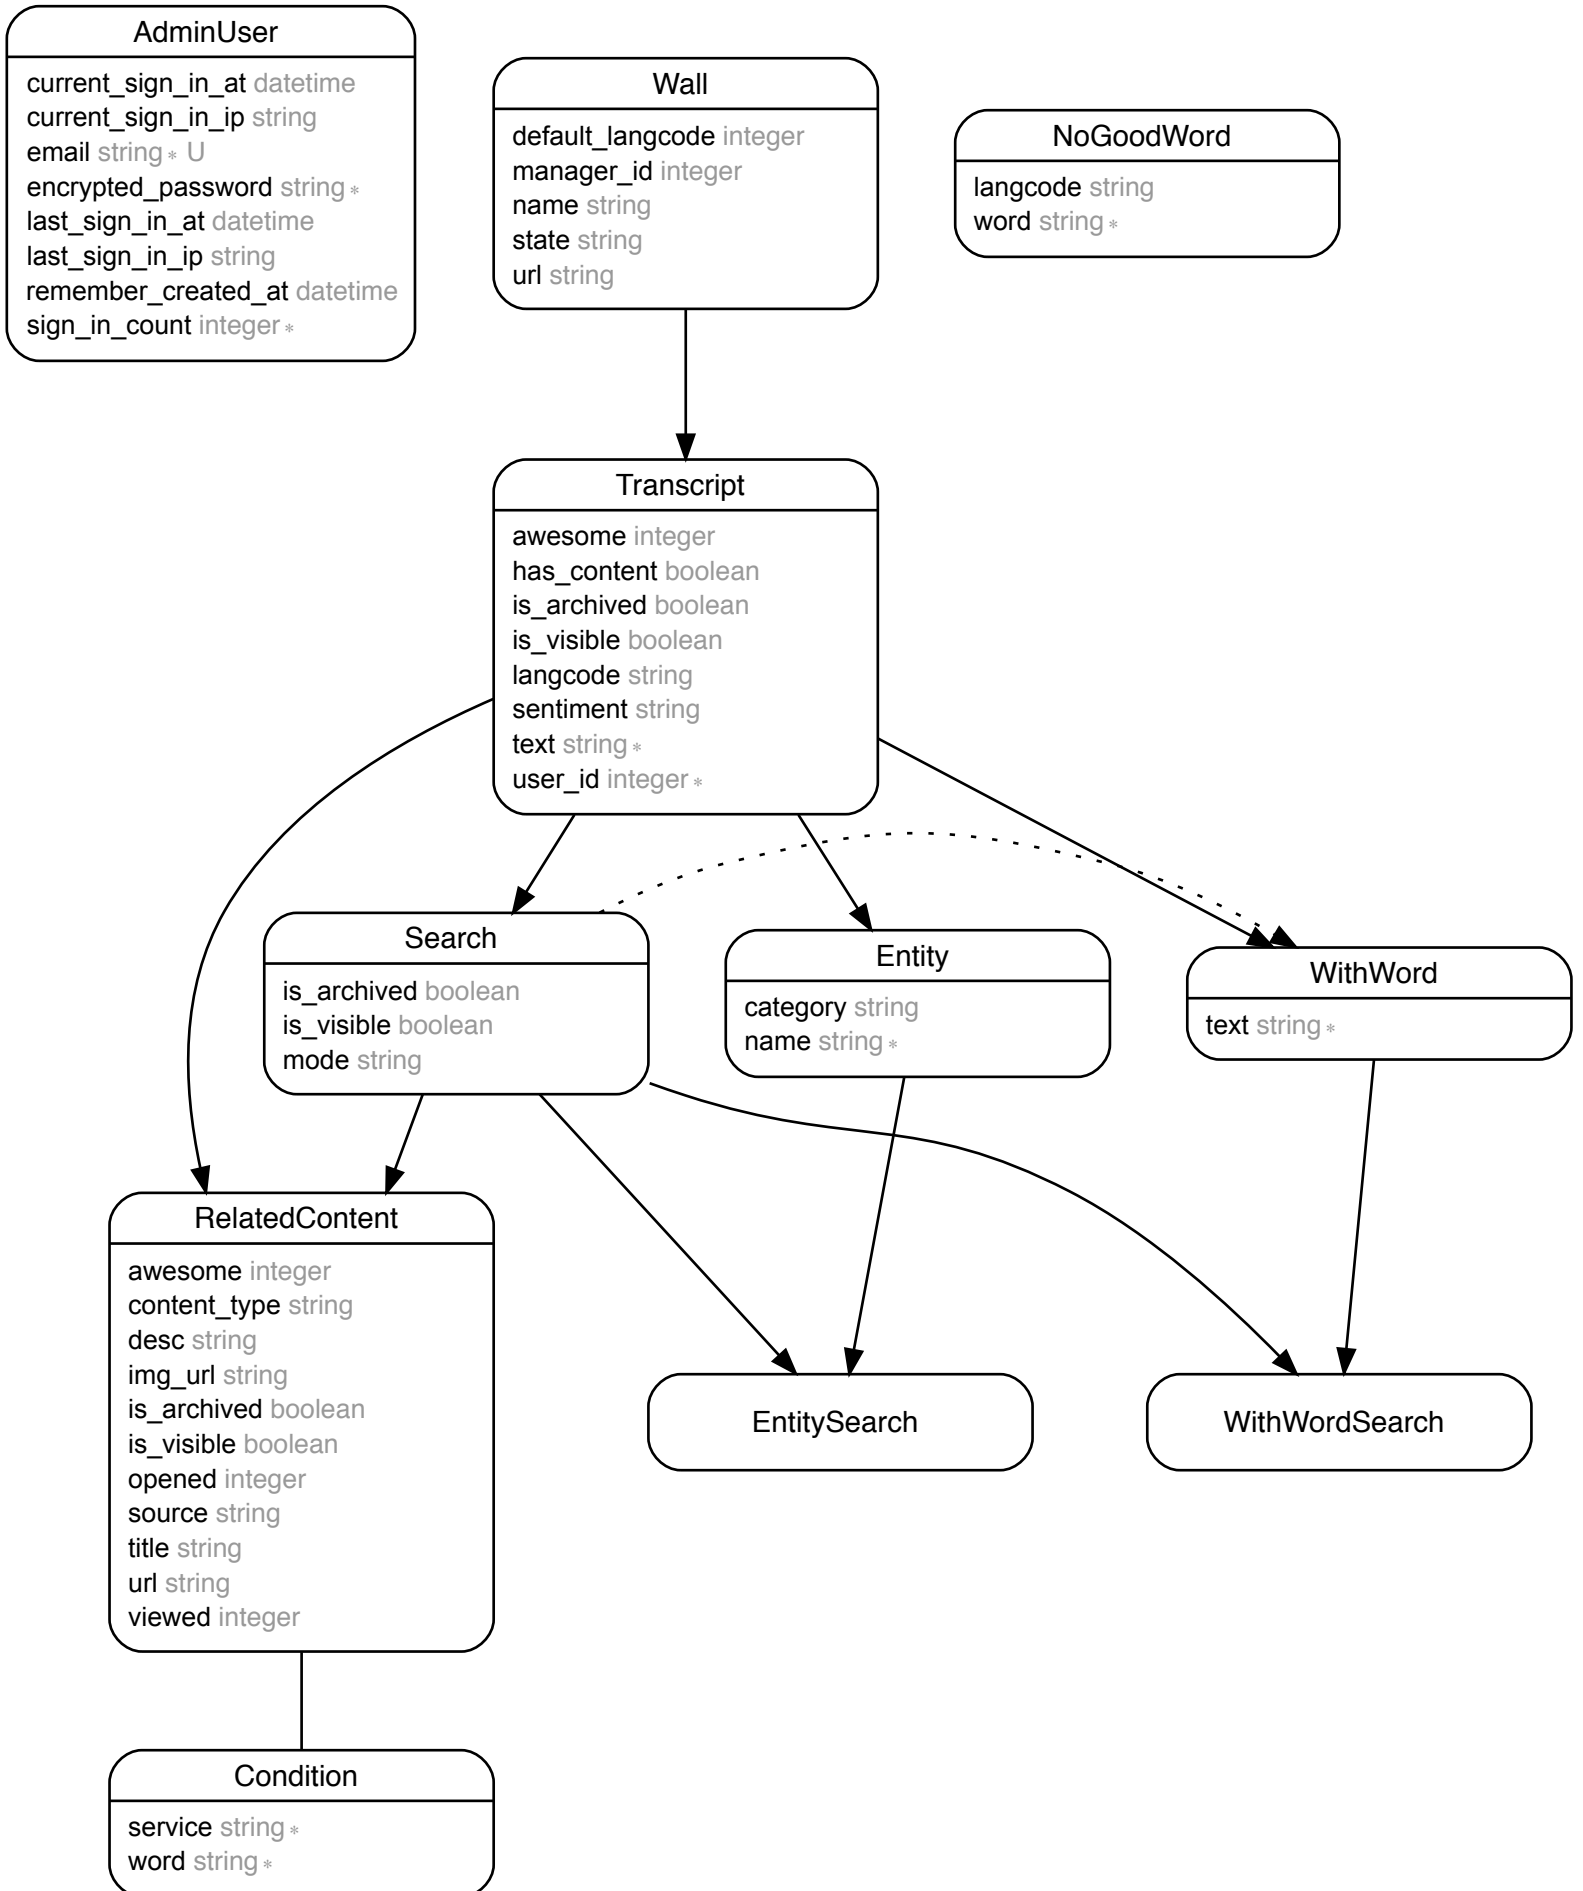 AdminUser
current_sign_in_at datetime
current_sign_in_ip string
email string * U
encrypted_password string *
last_sign_in_at datetime
last_sign_in_ip string
remember_created_at datetime
sign_in_count integer *
Wall
default_langcode integer
manager_id integer
name string
state string
url string
NoGoodWord
langcode string
word string *
Transcript
awesome integer
has_content boolean
is_archived boolean
is_visible boolean
langcode string
sentiment string
text string *
user_id integer *
Search
is_archived boolean
is_visible boolean
mode string
Entity
category string
name string *
WithWord
text string *
RelatedContent
awesome integer
content_type string
desc string
img_url string
is_archived boolean
is_visible boolean
opened integer
source string
title string
url string
viewed integer
EntitySearch
WithWordSearch
Condition
service string *
word string *